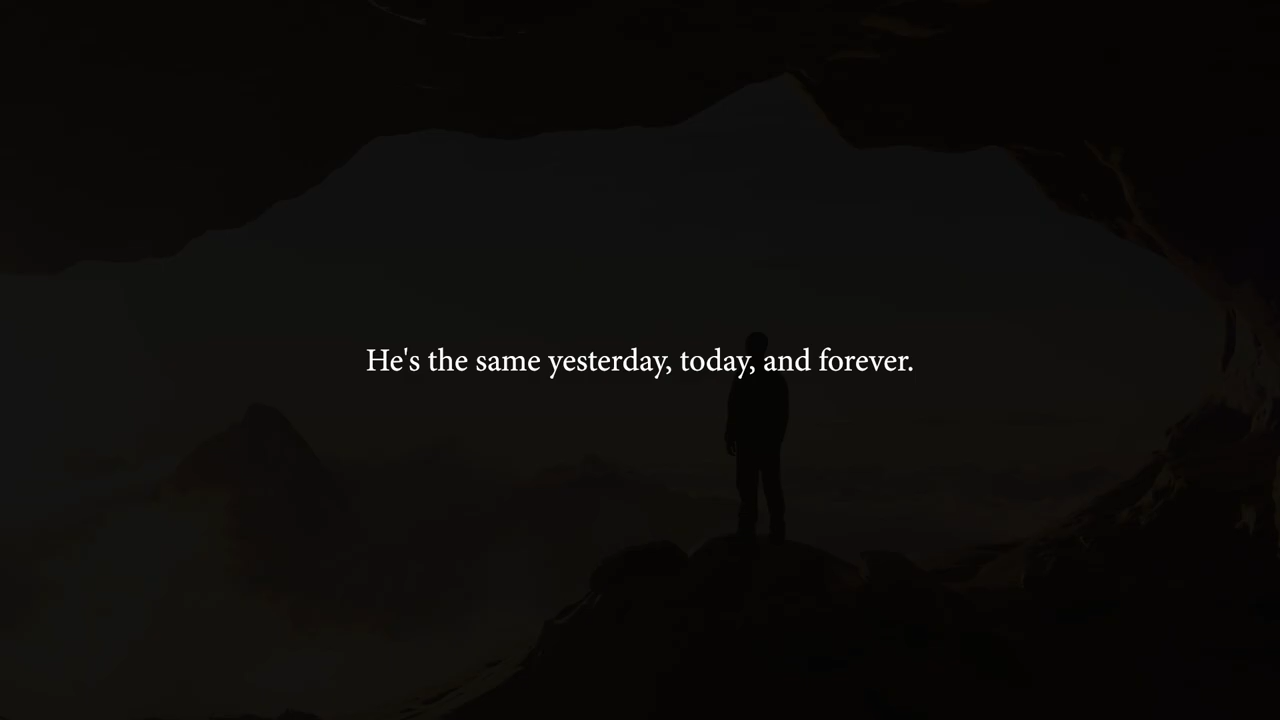 He's the same yesterday, today, and forever.